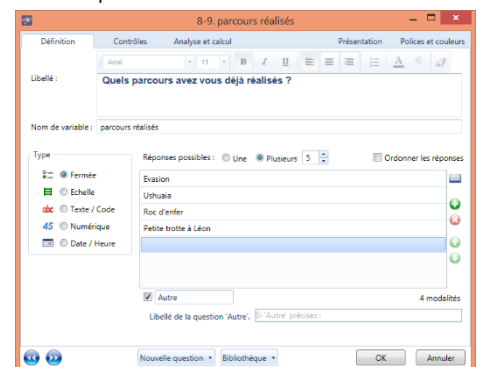 8-9. parcours réalisés
Définition Contrôles Analyse et calcul Présentation Polices et couleurs
Arial 11 B I U A
Libellé : Quels parcours avez vous déjà réalisés ?
Nom de variable : parcours réalisés
Type Réponses possibles : Une Plusieurs 5 Ordonner les réponses
Fermée Evasion
Echelle Ushuaia
abc Texte / Code Roc d'enfer
45 Numérique Petite trotte à Léon
Date / Heure
Autre 4 modalités
Libellé de la question 'Autre'. Si 'Autre' précisez :
Nouvelle question Bibliothèque OK Annuler